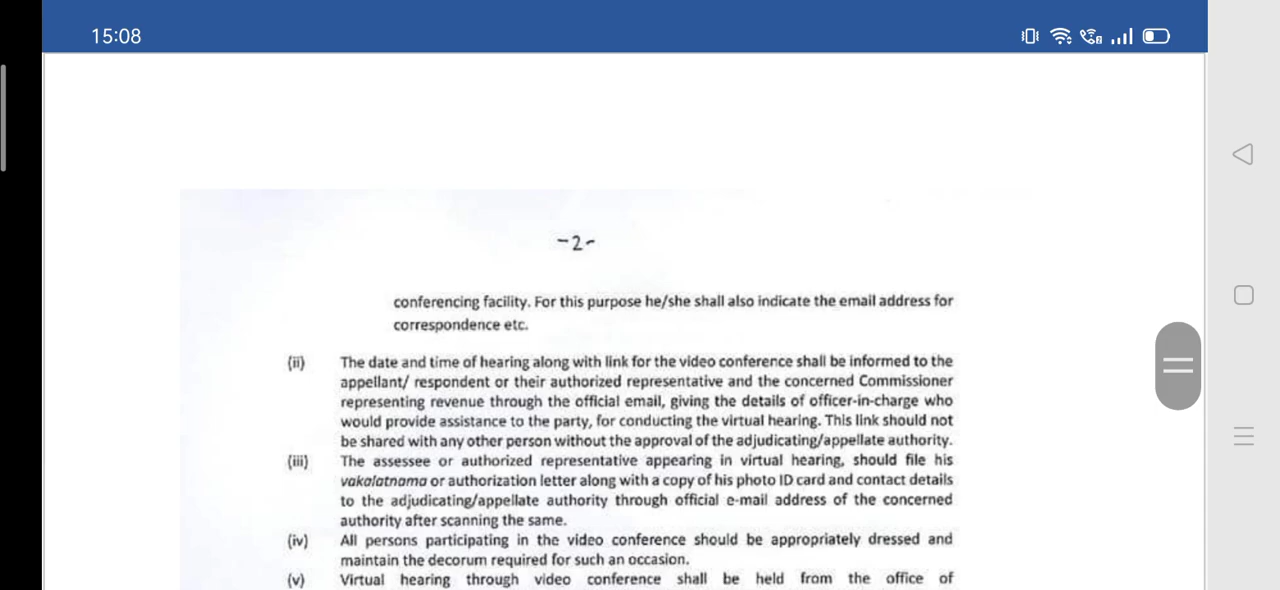 15:08
-2-
conferencing facility. For this purpose he/she shall also indicate the email address for
correspondence etc.
(ii) The date and time of hearing along with link for the video conference shall be informed to the
appellant/ respondent or their authorized representative and the concerned Commissioner
representing revenue through the official email, giving the details of officer-in-charge who
would provide assistance to the party, for conducting the virtual hearing. This link should not
be shared with any other person without the approval of the adjudicating/appellate authority.
(iii) The assessee or authorized representative appearing in virtual hearing, should file his
vakalatnama or authorization letter along with a copy of his photo ID card and contact details
to the adjudicating/appellate authority through official e-mail address of the concerned
authority after scanning the same.
(iv) All persons participating in the video conference should be appropriately dressed and
maintain the decorum required for such an occasion.
(v) Virtual hearing through video conference shall be held from the office of